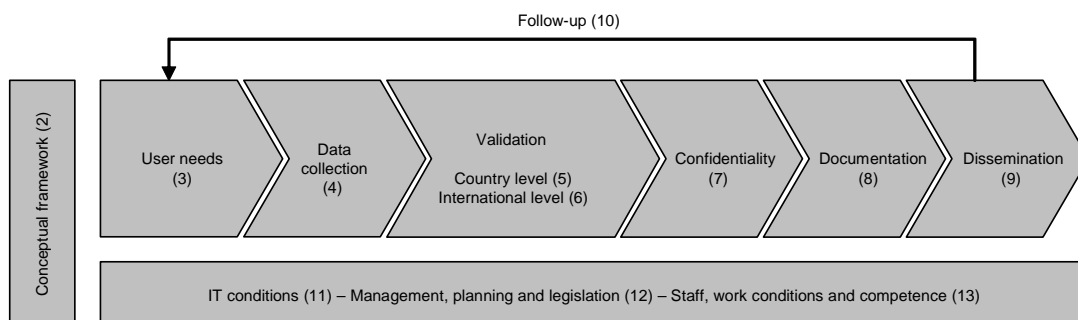 Follow-up (10)
Conceptual framework (2)
User needs
(3)
Data
collection
(4)
Validation
Country level (5)
International level (6)
Confidentiality
(7)
Documentation
(8)
Dissemination
(9)
IT conditions (11) – Management, planning and legislation (12) – Staff, work conditions and competence (13)